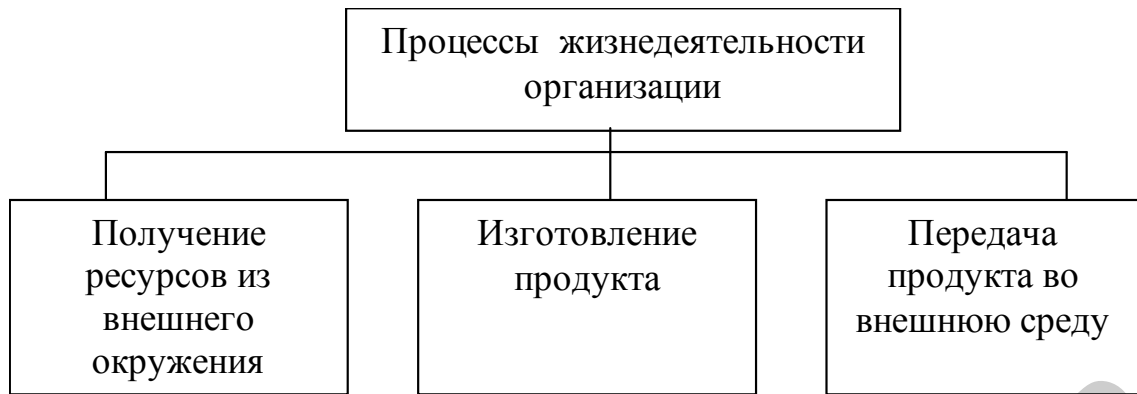 Процессы жизнедеятельности
организации
Получение
ресурсов из
внешнего
окружения
Изготовление
продукта
Передача
продукта во
внешнюю среду